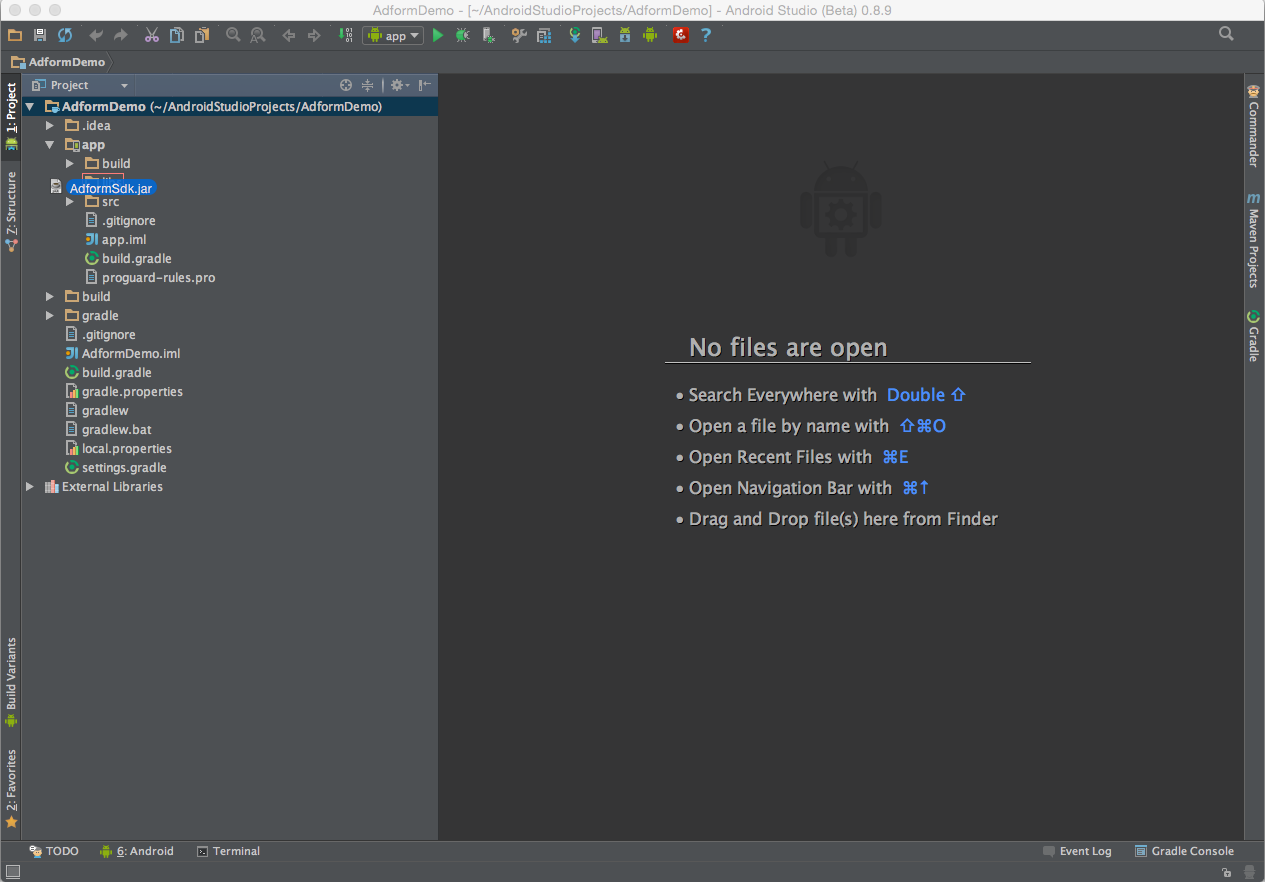 AdformDemo - [~/AndroidStudioProjects/AdformDemo] - Android Studio (Beta) 0.8.9
app
?
AdformDemo
Project
1: Project
Z: Structure
Build Variants
2: Favorites
AdformDemo (~/AndroidStudioProjects/AdformDemo)
.idea
app
build
AdformSdk.jar
src
.gitignore
app.iml
build.gradle
proguard-rules.pro
build
gradle
.gitignore
AdformDemo.iml
build.gradle
gradle.properties
gradlew
gradlew.bat
local.properties
settings.gradle
External Libraries
No files are open
• Search Everywhere with Double ⇧
• Open a file by name with ⇧⌘O
• Open Recent Files with ⌘E
• Open Navigation Bar with ⌘↑
• Drag and Drop file(s) here from Finder
Commander
m Maven Projects
Gradle
TODO
6: Android
Terminal
Event Log
Gradle Console